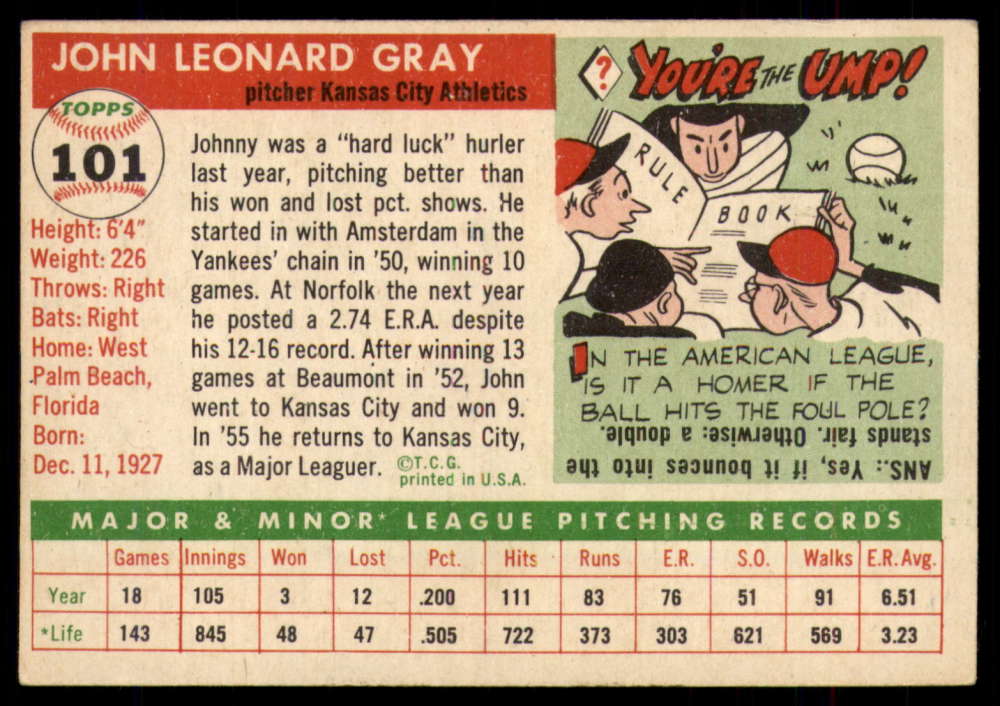 JOHN LEONARD GRAY
pitcher Kansas City Athletics
TOPPS
101
Height: 6'4"
Weight: 226
Throws: Right
Bats: Right
Home: West
Palm Beach,
Florida
Born:
Dec. 11, 1927
Johnny was a "hard luck" hurler
last year, pitching better than
his won and lost pct. shows. He
started in with Amsterdam in the
Yankees' chain in '50, winning 10
games. At Norfolk the next year
he posted a 2.74 E.R.A. despite
his 12-16 record. After winning 13
games at Beaumont in '52, John
went to Kansas City and won 9.
In '55 he returns to Kansas City,
as a Major Leaguer.
©T.C.G.
printed in U.S.A.
? YOU'RE THE UMP!
RULE
BOOK
IN THE AMERICAN LEAGUE,
IS IT A HOMER IF THE
BALL HITS THE FOUL POLE?
ANS.: Yes, if it bounces into the
stands fair. Otherwise: a double.
MAJOR & MINOR* LEAGUE PITCHING RECORDS
Games Innings Won Lost Pct. Hits Runs E.R. S.O. Walks E.R. Avg.
Year 18 105 3 12 .200 111 83 76 51 91 6.51
*Life 143 845 48 47 .505 722 373 303 621 569 3.23